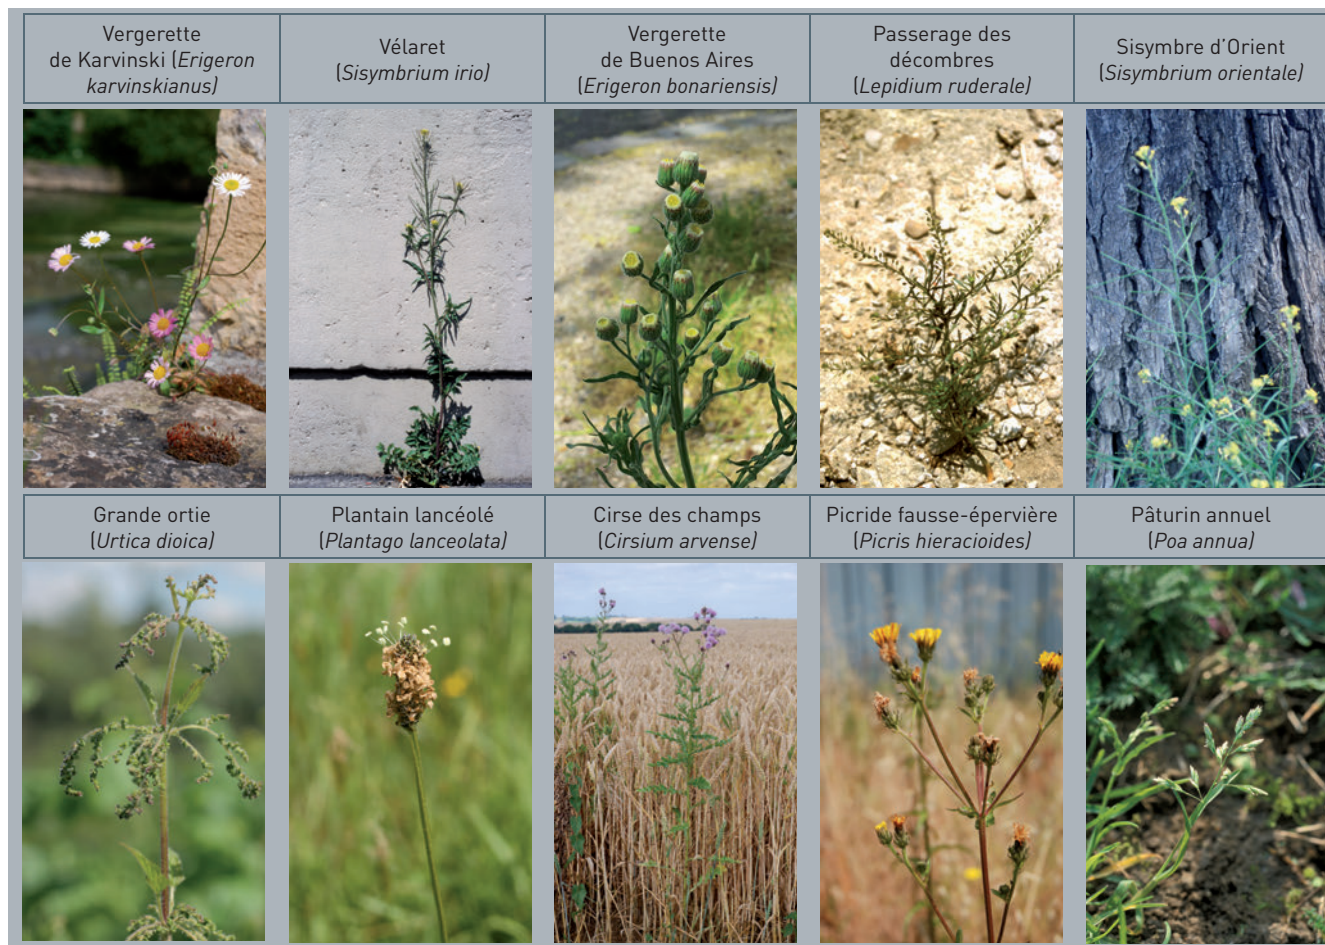 Vergerette
de Karvinski (Erigeron
karvinskianus)
Vélaret
(Sisymbrium irio)
Vergerette
de Buenos Aires
(Erigeron bonariensis)
Passerage des
décombres
(Lepidium ruderale)
Sisymbre d'Orient
(Sisymbrium orientale)
Grande ortie
(Urtica dioica)
Plantain lancéolé
(Plantago lanceolata)
Cirse des champs
(Cirsium arvense)
Picride fausse-épervière
(Picris hieracioides)
Pâturin annuel
(Poa annua)